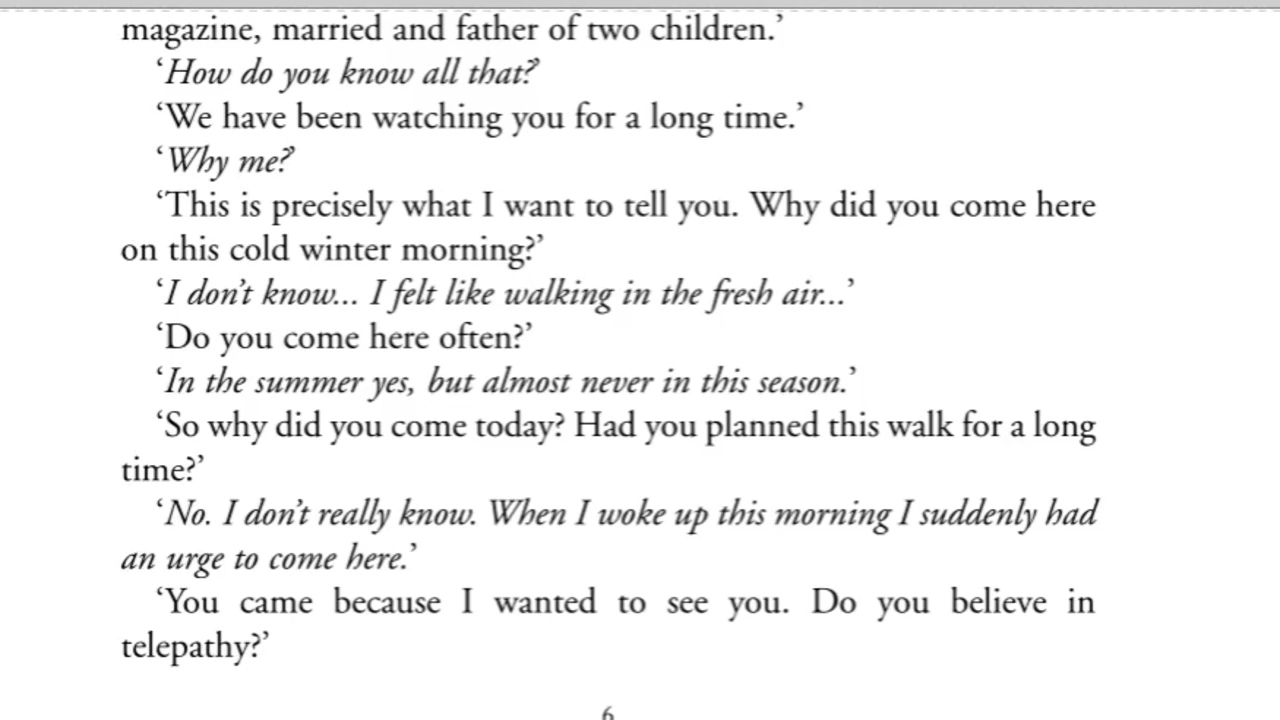 magazine, married and father of two children.’
‘How do you know all that?’
‘We have been watching you for a long time.’
‘Why me?’
‘This is precisely what I want to tell you. Why did you come here
on this cold winter morning?’
‘I don’t know... I felt like walking in the fresh air...’
‘Do you come here often?’
‘In the summer yes, but almost never in this season.’
‘So why did you come today? Had you planned this walk for a long
time?’
‘No. I don’t really know. When I woke up this morning I suddenly had
an urge to come here.’
‘You came because I wanted to see you. Do you believe in
telepathy?’
6